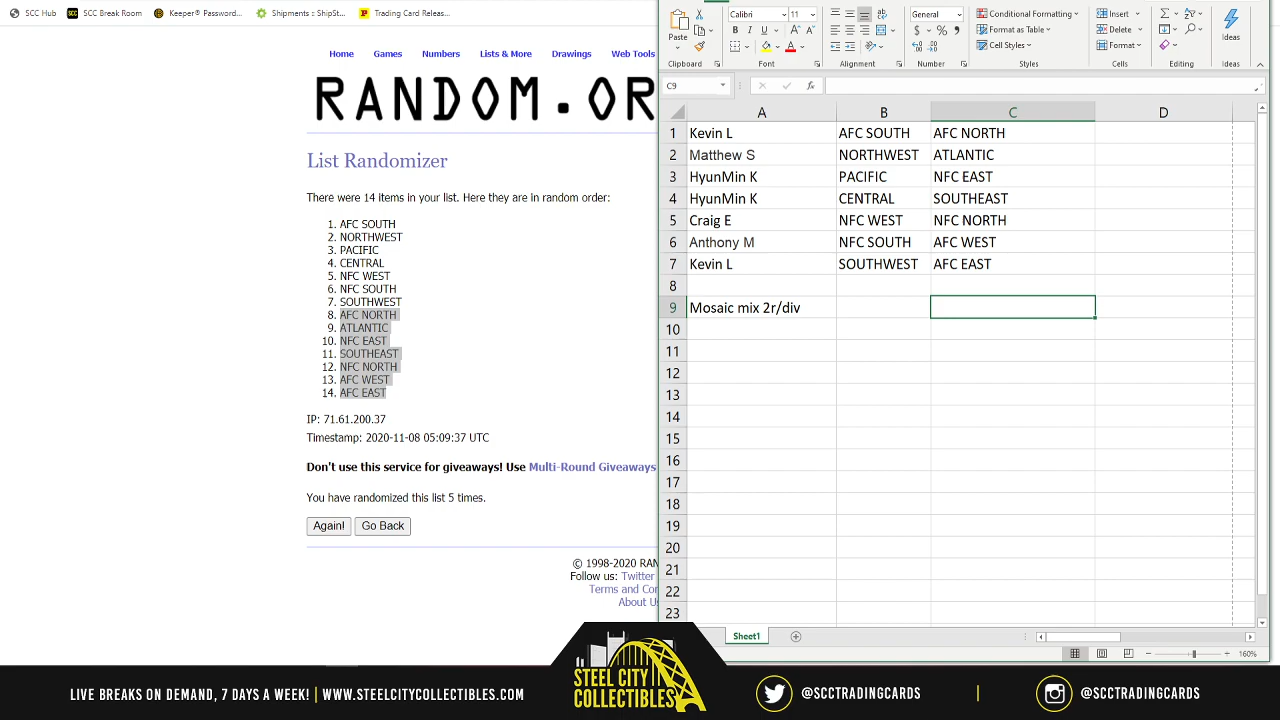 SCC Hub SCC Break Room Keeper® Password... Shipments :: ShipSt... Trading Card Releas...
Home Games Numbers Lists & More Drawings Web Tools
RANDOM.OR
List Randomizer
There were 14 items in your list. Here they are in random order:
1. AFC SOUTH
2. NORTHWEST
3. PACIFIC
4. CENTRAL
5. NFC WEST
6. NFC SOUTH
7. SOUTHWEST
8. AFC NORTH
9. ATLANTIC
10. NFC EAST
11. SOUTHEAST
12. NFC NORTH
13. AFC WEST
14. AFC EAST
IP: 71.61.200.37
Timestamp: 2020-11-08 05:09:37 UTC
Don't use this service for giveaways! Use Multi-Round Giveaways
You have randomized this list 5 times.
Again! Go Back
© 1998-2020 RAN
Follow us: Twitter
Terms and Con
About Us
Paste Calibri 11 General Conditional Formatting Insert
B Format as Table Delete Editing Ideas
Cell Styles Format
Clipboard Font Alignment Number Styles Cells Ideas
C9 fx
A B C D
1 Kevin L AFC SOUTH AFC NORTH
2 Matthew S NORTHWEST ATLANTIC
3 HyunMin K PACIFIC NFC EAST
4 HyunMin K CENTRAL SOUTHEAST
5 Craig E NFC WEST NFC NORTH
6 Anthony M NFC SOUTH AFC WEST
7 Kevin L SOUTHWEST AFC EAST
8
9 Mosaic mix 2r/div
10
11
12
13
14
15
16
17
18
19
20
21
22
23
Sheet1
160%
LIVE BREAKS ON DEMAND, 7 DAYS A WEEK! | WWW.STEELCITYCOLLECTIBLES.COM
STEEL CITY
COLLECTIBLES
@SCCTRADINGCARDS | @SCCTRADINGCARDS